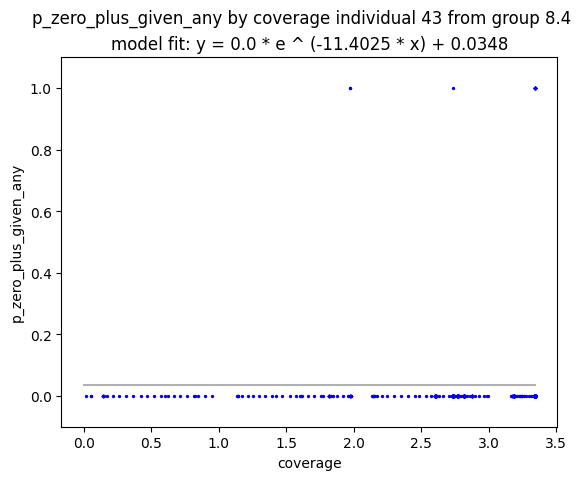 p_zero_plus_given_any by coverage individual 43 from group 8.4
model fit: y = 0.0 * e ^ (-11.4025 * x) + 0.0348
p_zero_plus_given_any
1.0
0.8
0.6
0.4
0.2
0.0
0.0 0.5 1.0 1.5 2.0 2.5 3.0 3.5
coverage